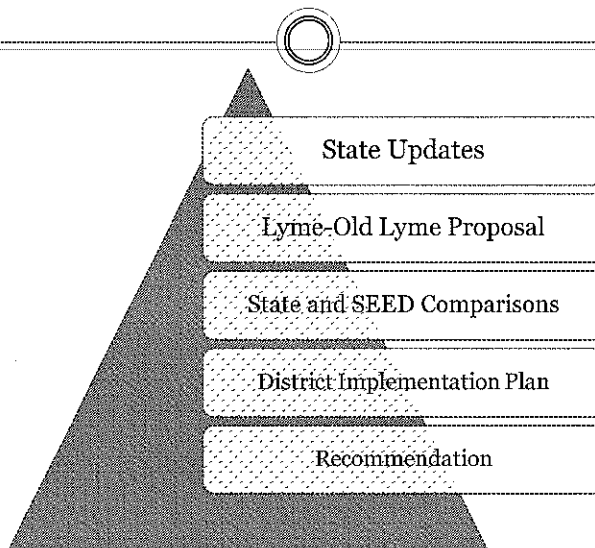 State Updates
Lyme-Old Lyme Proposal
State and SEED Comparisons
District Implementation Plan
Recommendation